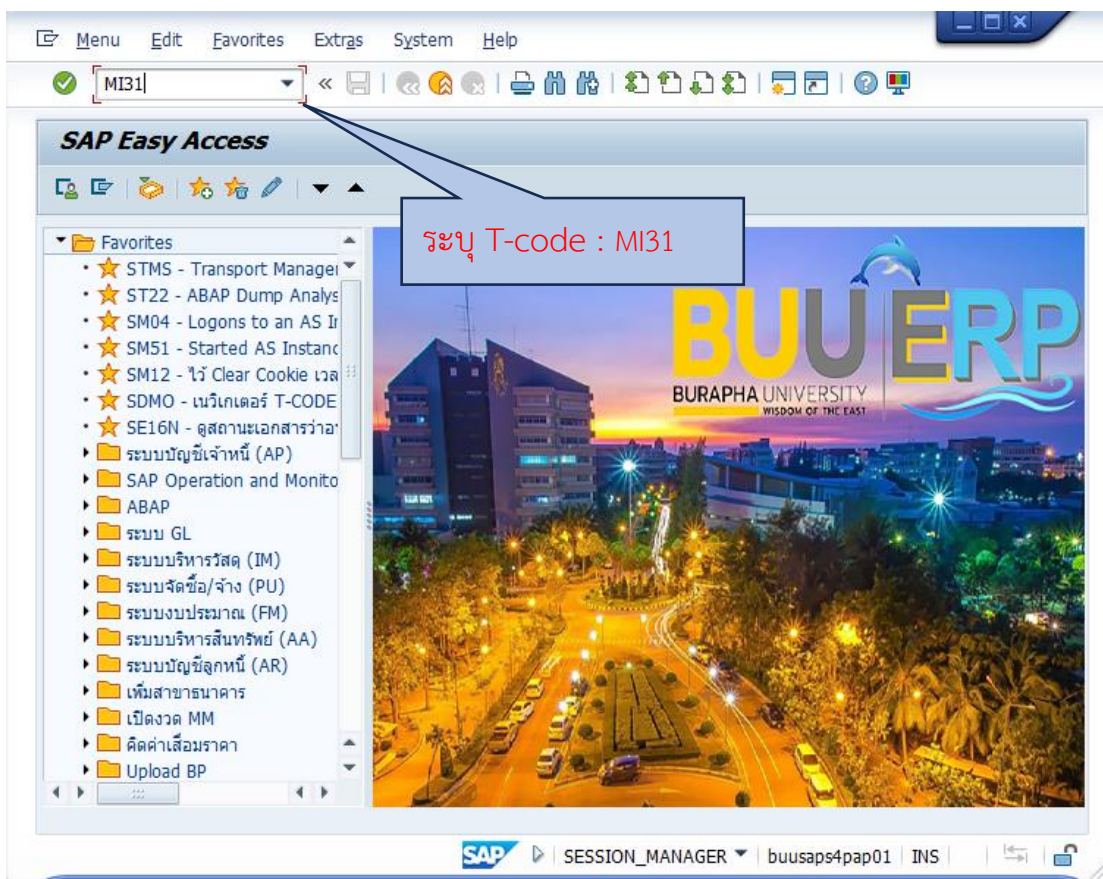 Menu Edit Favorites Extras System Help
MI31
SAP Easy Access
ระบุ T-code : MI31
Favorites
STMS - Transport Manager
ST22 - ABAP Dump Analys
SM04 - Logons to an AS In
SM51 - Started AS Instanc
SM12 - ไว้ Clear Cookie เวล
SDMO - เนวิเกเตอร์ T-CODE
SE16N - ดูสถานะเอกสารว่าอ
ระบบบัญชีเจ้าหนี้ (AP)
SAP Operation and Monito
ABAP
ระบบ GL
ระบบบริหารวัสดุ (IM)
ระบบจัดซื้อ/จ้าง (PU)
ระบบงบประมาณ (FM)
ระบบบริหารสินทรัพย์ (AA)
ระบบบัญชีลูกหนี้ (AR)
เพิ่มสาขาธนาคาร
เปิดงวด MM
คิดค่าเสื่อมราคา
Upload BP
BUU ERP
BURAPHA UNIVERSITY
WISDOM OF THE EAST
SAP SESSION_MANAGER buusaps4pap01 INS